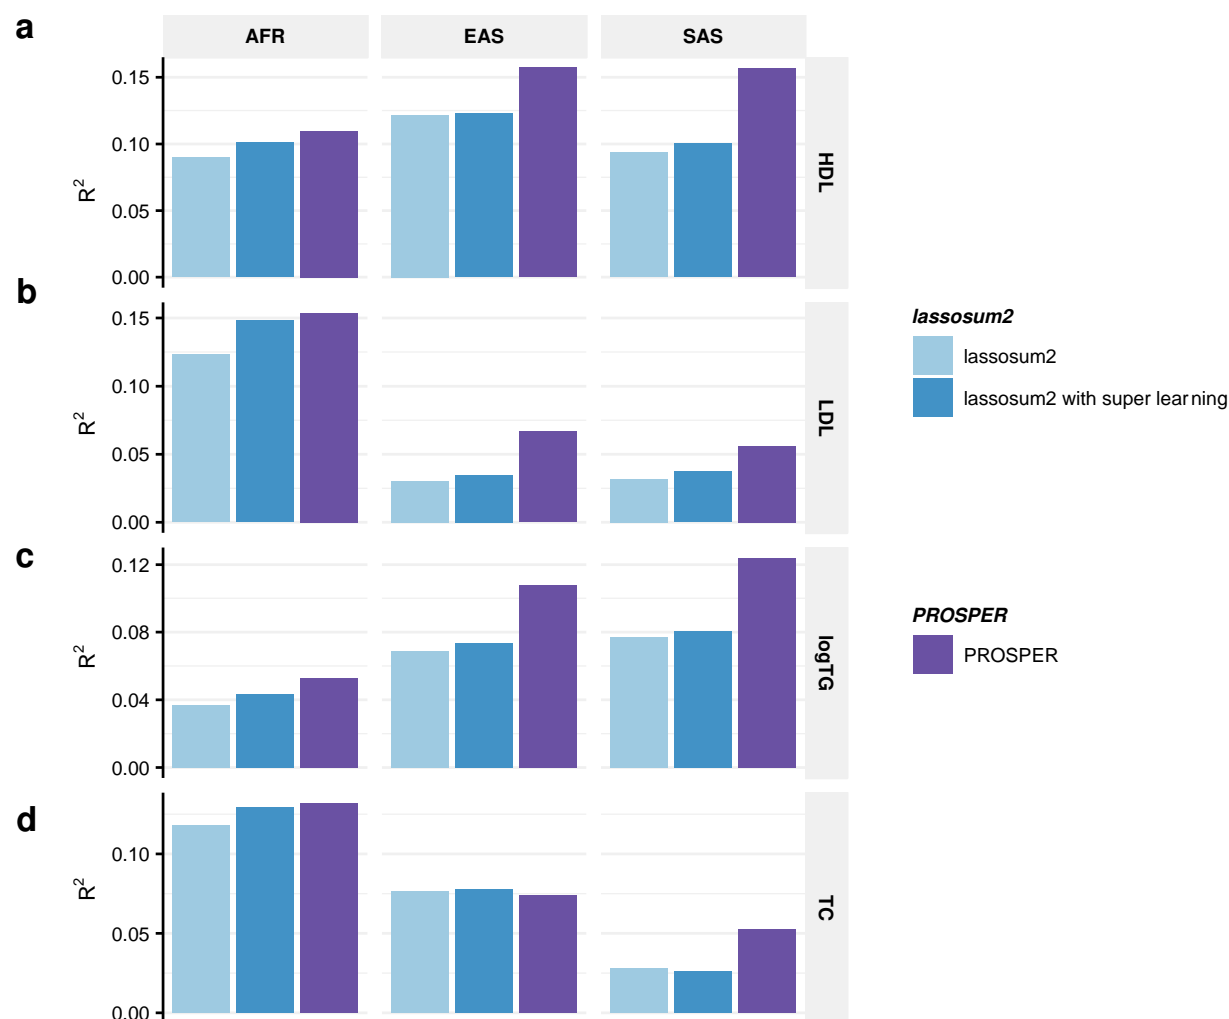 a
AFR EAS SAS
0.15
0.10
0.05
0.00
R2
HDL
b
0.15
0.10
0.05
0.00
R2
LDL
c
0.12
0.08
0.04
0.00
R2
logTG
d
0.10
0.05
0.00
R2
TC
lassosum2
lassosum2
lassosum2 with super learning
PROSPER
PROSPER